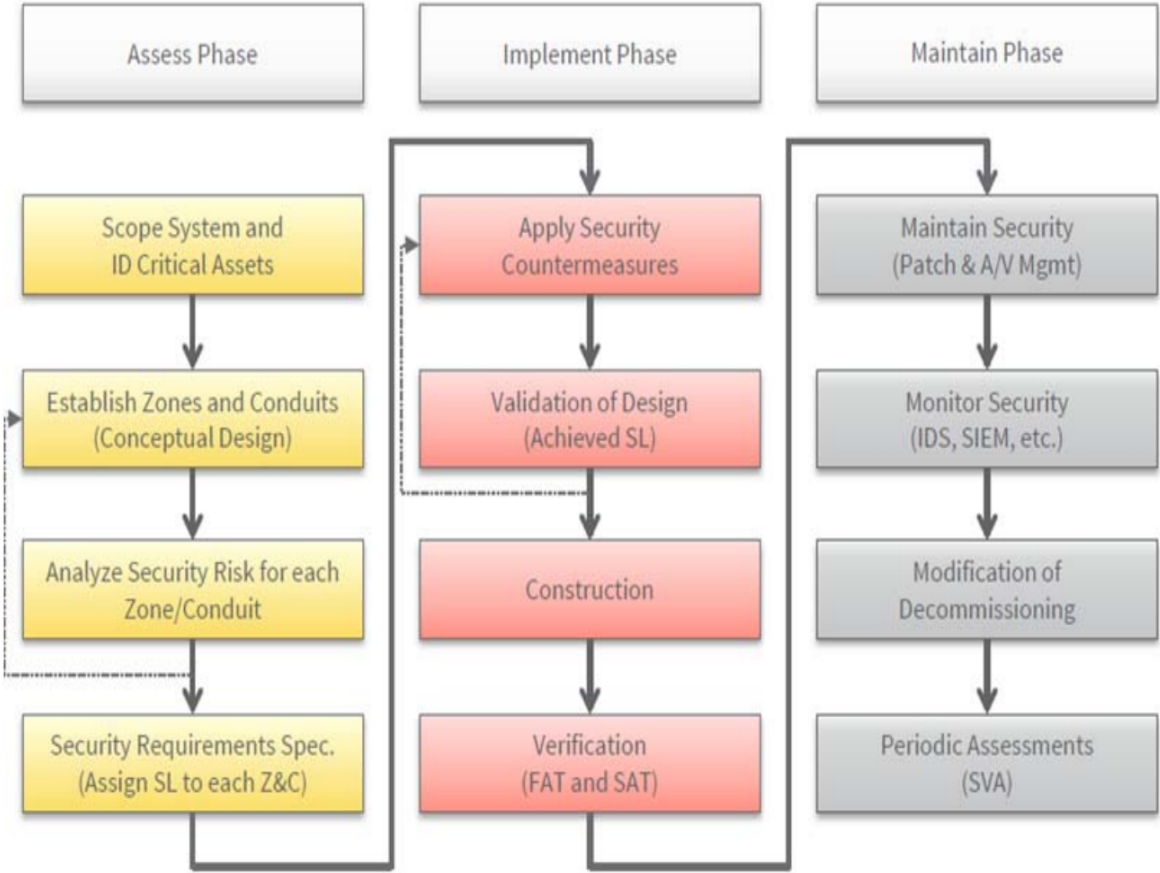 Assess Phase
Implement Phase
Maintain Phase
Scope System and
ID Critical Assets
Establish Zones and Conduits
(Conceptual Design)
Analyze Security Risk for each
Zone/Conduit
Security Requirements Spec.
(Assign SL to each Z&C)
Apply Security
Countermeasures
Validation of Design
(Achieved SL)
Construction
Verification
(FAT and SAT)
Maintain Security
(Patch & A/V Mgmt)
Monitor Security
(IDS, SIEM, etc.)
Modification of
Decommissioning
Periodic Assessments
(SVA)